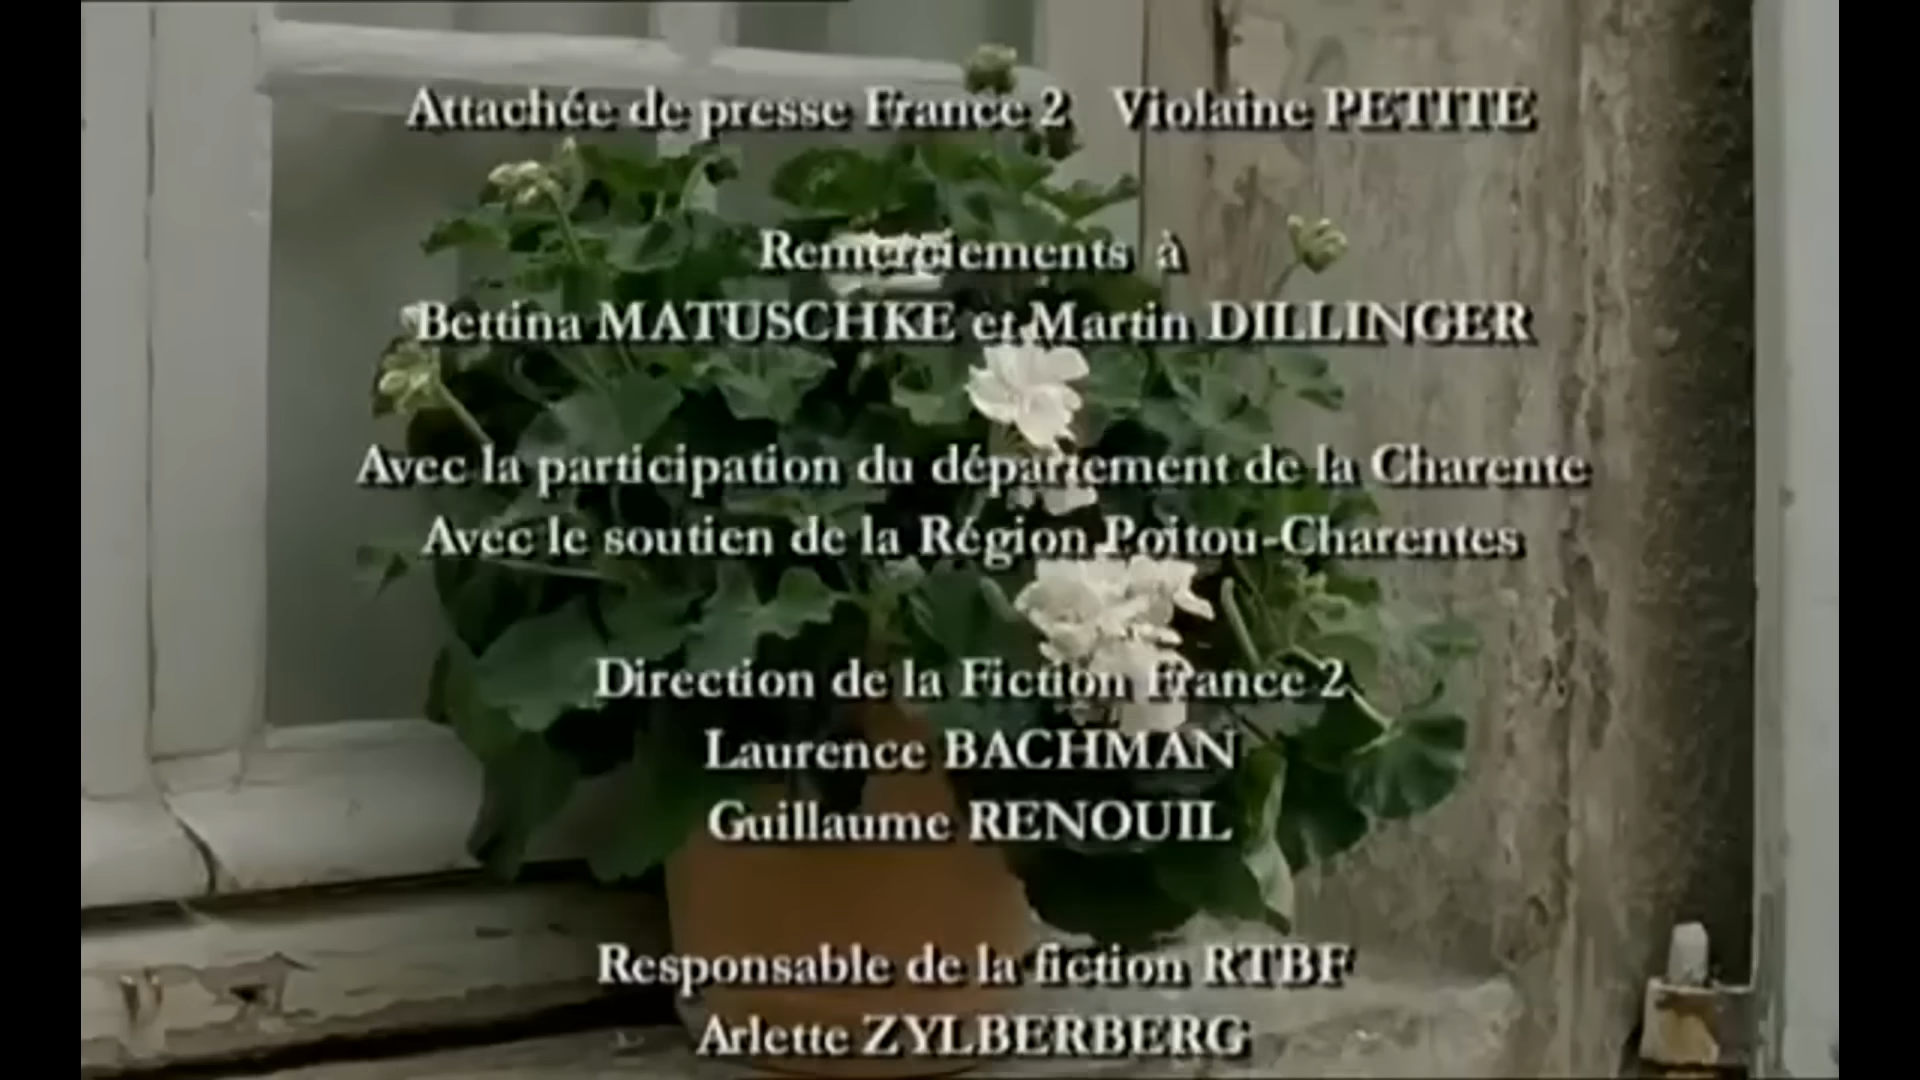 Attachée de presse France 2 Violaine PETITE
Remerciements à
Bettina MATUSCHKE et Martin DILLINGER
Avec la participation du département de la Charente
Avec le soutien de la Région Poitou-Charentes
Direction de la Fiction France 2
Laurence BACHMAN
Guillaume RENOUIL
Responsable de la fiction RTBF
Arlette ZYLBERBERG